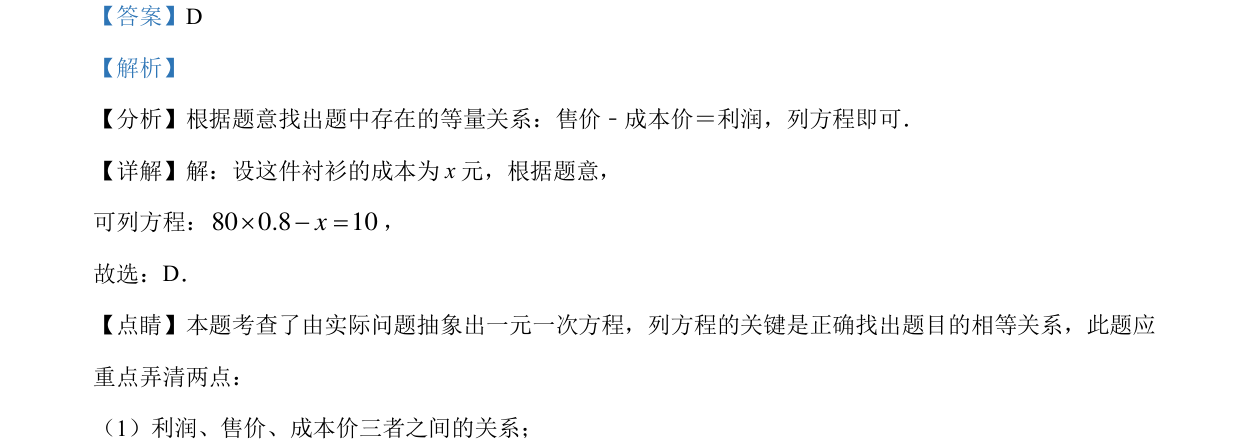 【答案】D
【解析】
【分析】根据题意找出题中存在的等量关系：售价﹣成本价＝利润，列方程即可．
【详解】解：设这件衬衫的成本为 x 元，根据题意，
可列方程：80×0.8−x=10，
故选：D．
【点睛】本题考查了由实际问题抽象出一元一次方程，列方程的关键是正确找出题目的相等关系，此题应
重点弄清两点：
（1）利润、售价、成本价三者之间的关系；